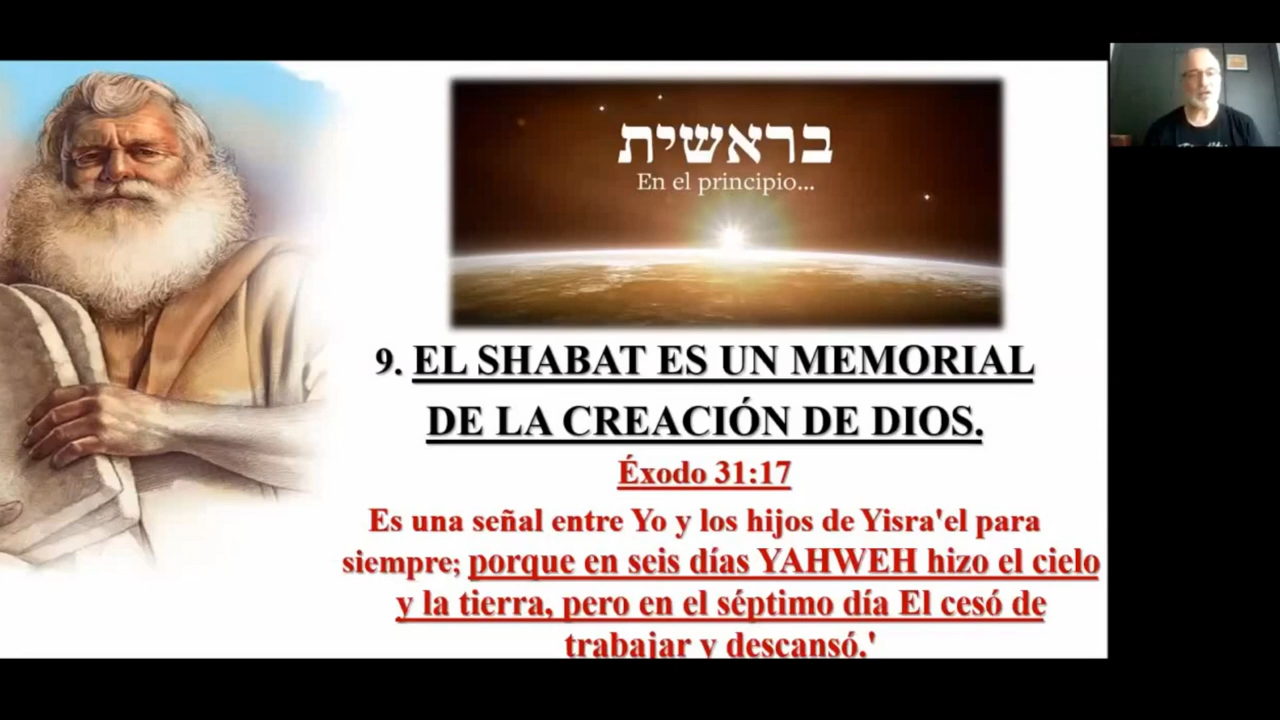 בראשית
En el principio...
9. EL SHABAT ES UN MEMORIAL
DE LA CREACIÓN DE DIOS.
Éxodo 31:17
Es una señal entre Yo y los hijos de Yisra'el para
siempre; porque en seis días YAHWEH hizo el cielo
y la tierra, pero en el séptimo día El cesó de
trabajar y descansó.'